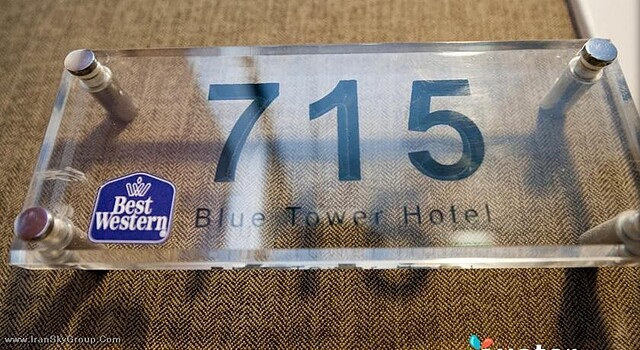 715
Best
Western
Blue Tower Hotel
www.IranSkyGroup.Com